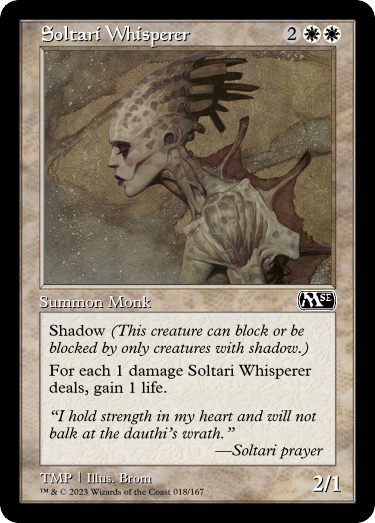 Soltari Whisperer 2
Summon Monk MSE
Shadow (This creature can block or be
blocked by only creatures with shadow.)
For each 1 damage Soltari Whisperer
deals, gain 1 life.
“I hold strength in my heart and will not
balk at the dauthi’s wrath.”
—Soltari prayer
TMP | Illus. Brom
™ & © 2023 Wizards of the Coast 018/167
2/1